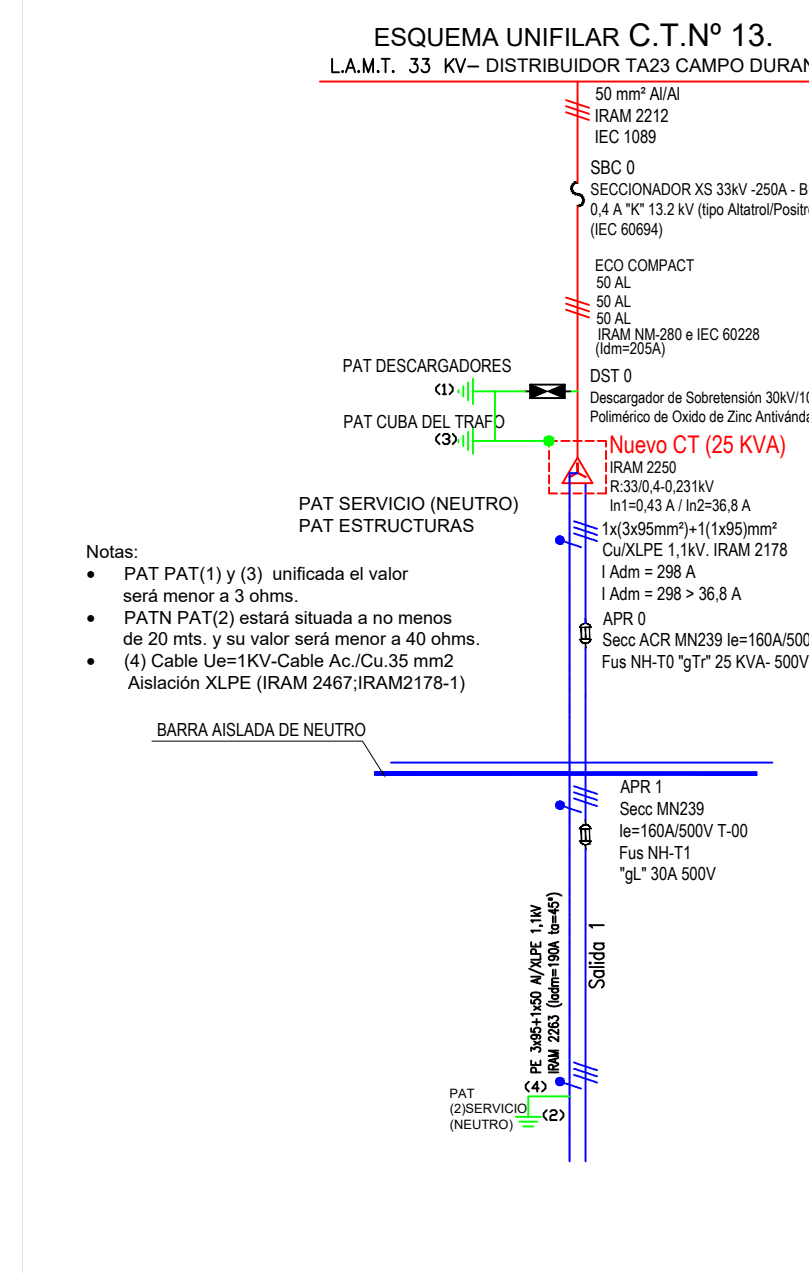 ESQUEMA UNIFILAR C.T.Nº 13.
L.A.M.T. 33 KV– DISTRIBUIDOR TA23 CAMPO DURAN
50 mm² Al/Al
IRAM 2212
IEC 1089
SBC 0
SECCIONADOR XS 33kV -250A - B
0,4 A "K" 13.2 kV (tipo Altatrol/Positr
(IEC 60694)
ECO COMPACT
50 AL
50 AL
50 AL
IRAM NM-280 e IEC 60228
(Idm=205A)
PAT DESCARGADORES
(1)
DST 0
Descargador de Sobretensión 30kV/10
Polimérico de Oxido de Zinc Antivánda
PAT CUBA DEL TRAFO
(3)
Nuevo CT (25 KVA)
IRAM 2250
R:33/0,4-0,231kV
In1=0,43 A / In2=36,8 A
PAT SERVICIO (NEUTRO)
PAT ESTRUCTURAS
1x(3x95mm²)+1(1x95)mm²
Cu/XLPE 1,1kV. IRAM 2178
I Adm = 298 A
I Adm = 298 > 36,8 A
APR 0
Secc ACR MN239 Ie=160A/500
Fus NH-T0 "gTr" 25 KVA- 500V
Notas:
• PAT PAT(1) y (3) unificada el valor
será menor a 3 ohms.
• PATN PAT(2) estará situada a no menos
de 20 mts. y su valor será menor a 40 ohms.
• (4) Cable Ue=1KV-Cable Ac./Cu.35 mm2
Aislación XLPE (IRAM 2467;IRAM2178-1)
BARRA AISLADA DE NEUTRO
APR 1
Secc MN239
Ie=160A/500V T-00
Fus NH-T1
"gL" 30A 500V
PE 3x95+1x50 Al/XLPE 1,1kV
IRAM 2263 (Iadm=190A ta=45°)
Salida 1
(4)
PAT
(2)SERVICIO
(NEUTRO)
(2)